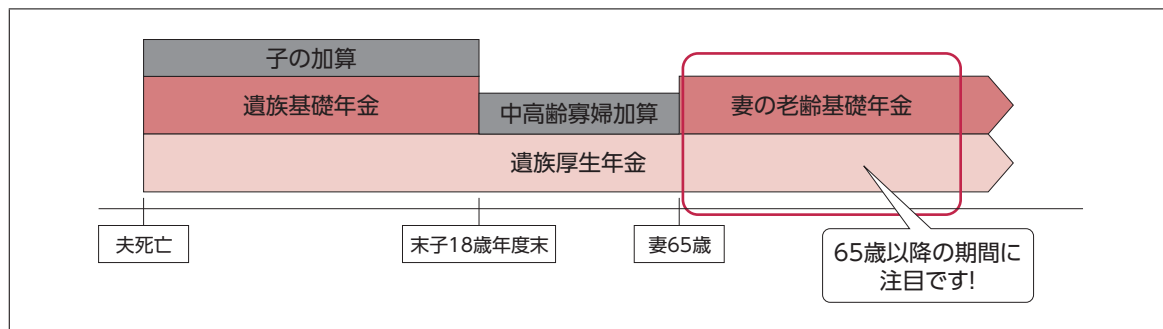 子の加算
遺族基礎年金
中高齢寡婦加算
妻の老齢基礎年金
遺族厚生年金
夫死亡
末子18歳年度末
妻65歳
65歳以降の期間に
注目です!